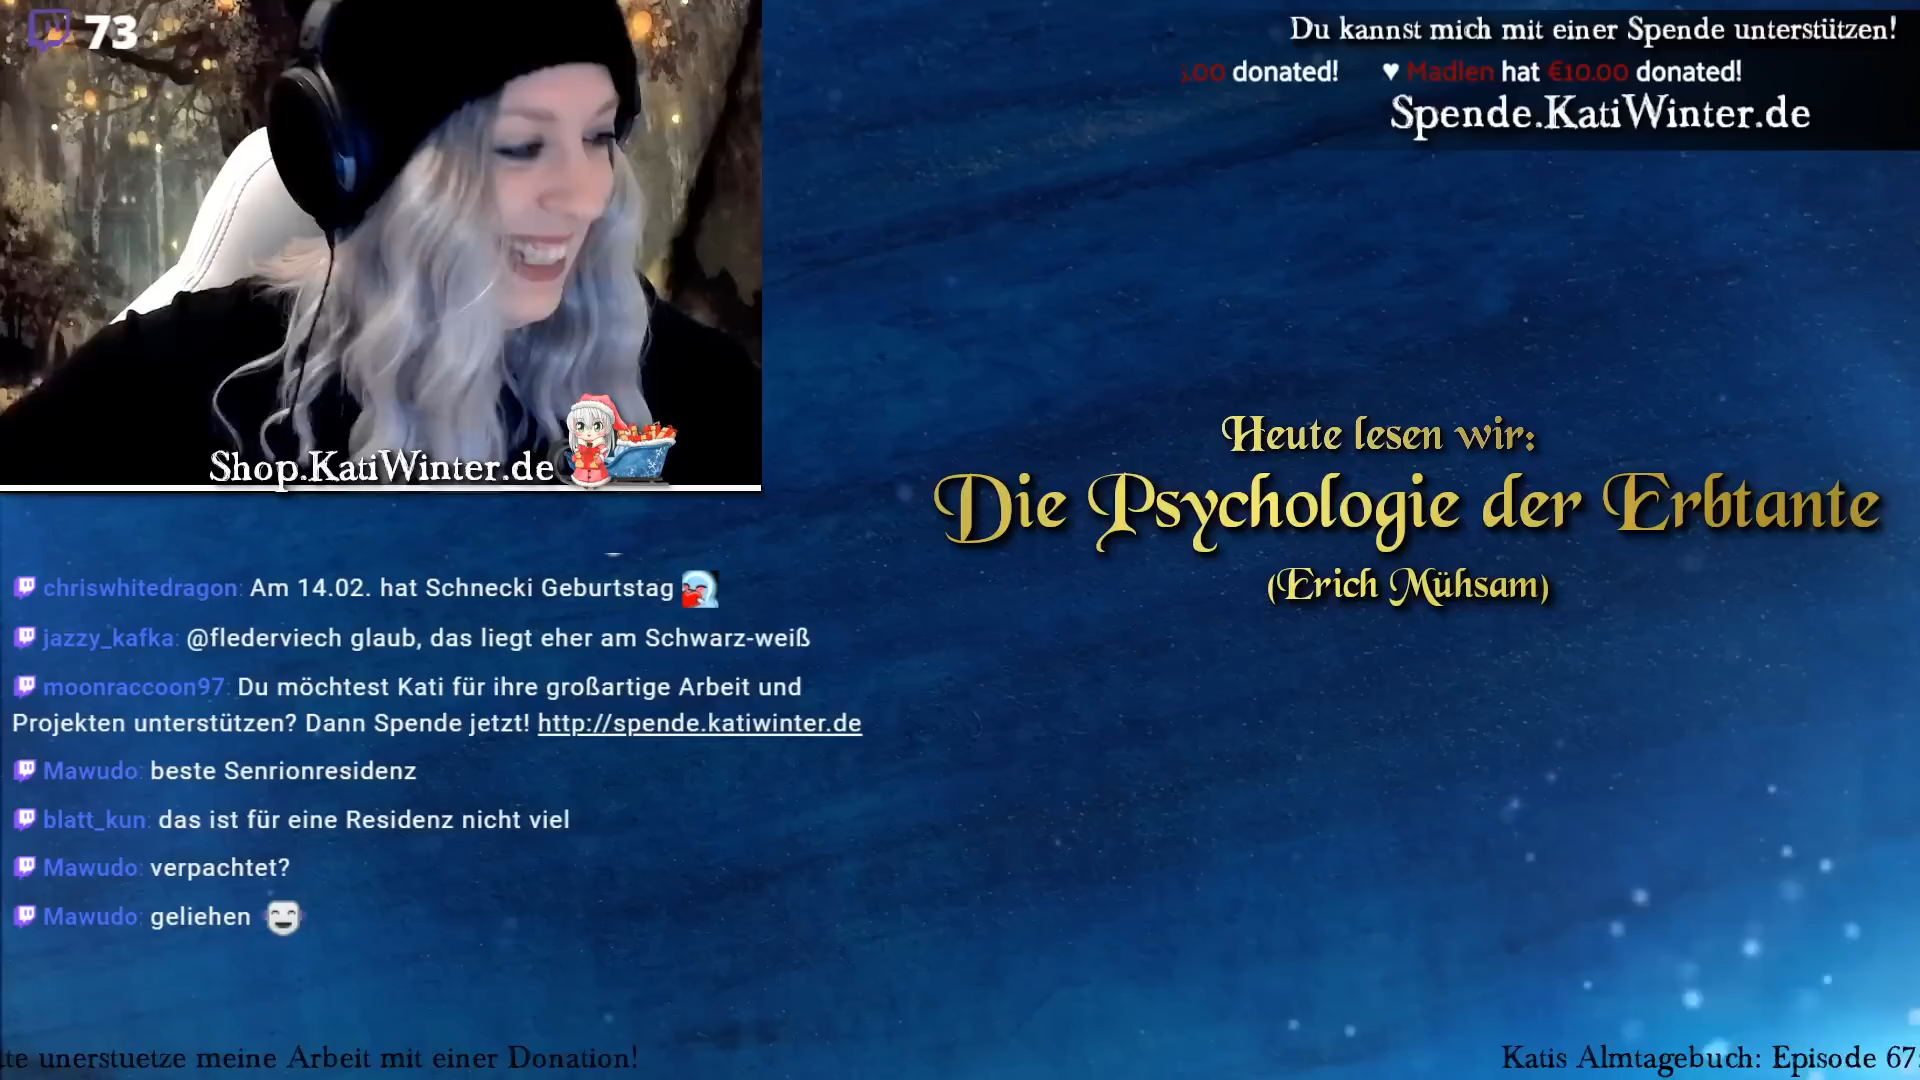 73
Du kannst mich mit einer Spende unterstützen!
.00 donated! ♥ Madlen hat €10.00 donated!
Spende.KatiWinter.de
Shop.KatiWinter.de
Heute lesen wir:
Die Psychologie der Erbtante
(Erich Mühsam)
chriswhitedragon: Am 14.02. hat Schnecki Geburtstag
jazzy_kafka: @flederviech glaub, das liegt eher am Schwarz-weiß
moonraccoon97: Du möchtest Kati für ihre großartige Arbeit und
Projekten unterstützen? Dann Spende jetzt! http://spende.katiwinter.de
Mawudo: beste Senrionresidenz
blatt_kun: das ist für eine Residenz nicht viel
Mawudo: verpachtet?
Mawudo: geliehen
te unerstuetze meine Arbeit mit einer Donation!
Katis Almtagebuch: Episode 67